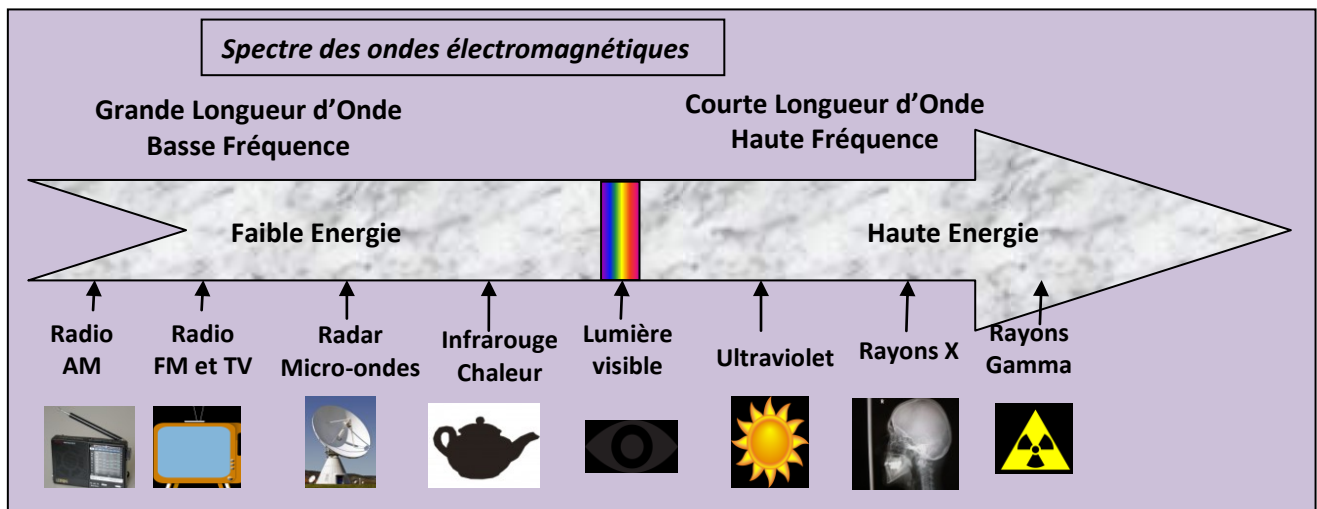 Spectre des ondes électromagnétiques
Grande Longueur d'Onde
Basse Fréquence
Courte Longueur d'Onde
Haute Fréquence
Faible Energie
Haute Energie
Radio
AM
Radio
FM et TV
Radar
Micro-ondes
Infrarouge
Chaleur
Lumière
visible
Ultraviolet
Rayons X
Rayons
Gamma